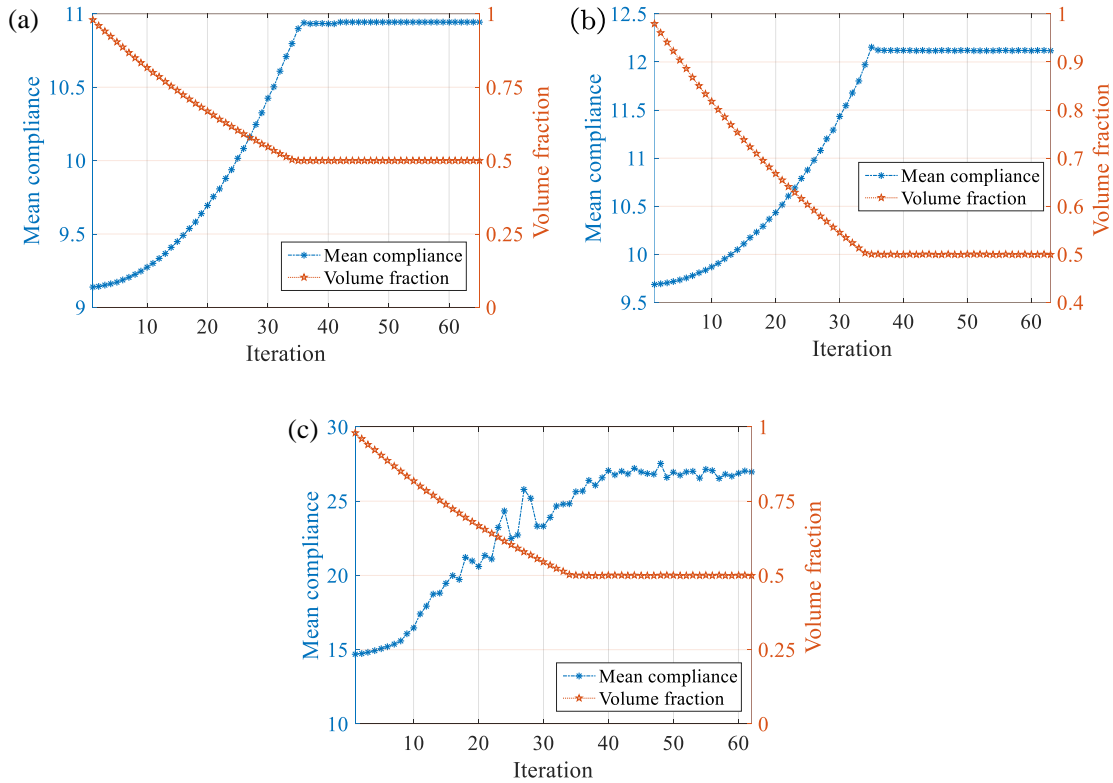 (a)
11
10.5
10
9.5
9
Mean compliance
1
0.75
0.5
0.25
0
Volume fraction
Mean compliance
Volume fraction
10 20 30 40 50 60
Iteration
(b)
12.5
12
11.5
11
10.5
10
9.5
Mean compliance
1
0.9
0.8
0.7
0.6
0.5
0.4
Volume fraction
Mean compliance
Volume fraction
10 20 30 40 50 60
Iteration
(c)
30
25
20
15
10
Mean compliance
1
0.75
0.5
0.25
0
Volume fraction
Mean compliance
Volume fraction
10 20 30 40 50 60
Iteration